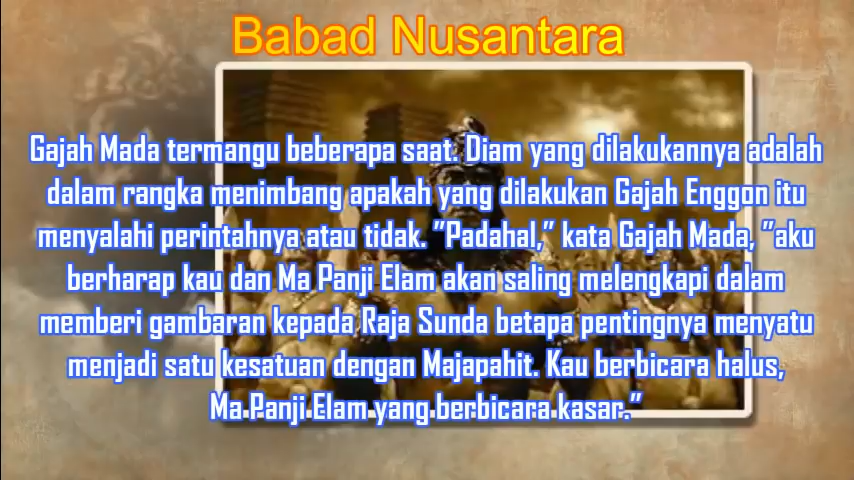 Babad Nusantara
Gajah Mada termangu beberapa saat. Diam yang dilakukannya adalah
dalam rangka menimbang apakah yang dilakukan Gajah Enggon itu
menyalahi perintahnya atau tidak. ”Padahal,” kata Gajah Mada, ”aku
berharap kau dan Ma Panji Elam akan saling melengkapi dalam
memberi gambaran kepada Raja Sunda betapa pentingnya menyatu
menjadi satu kesatuan dengan Majapahit. Kau berbicara halus,
Ma Panji Elam yang berbicara kasar.”